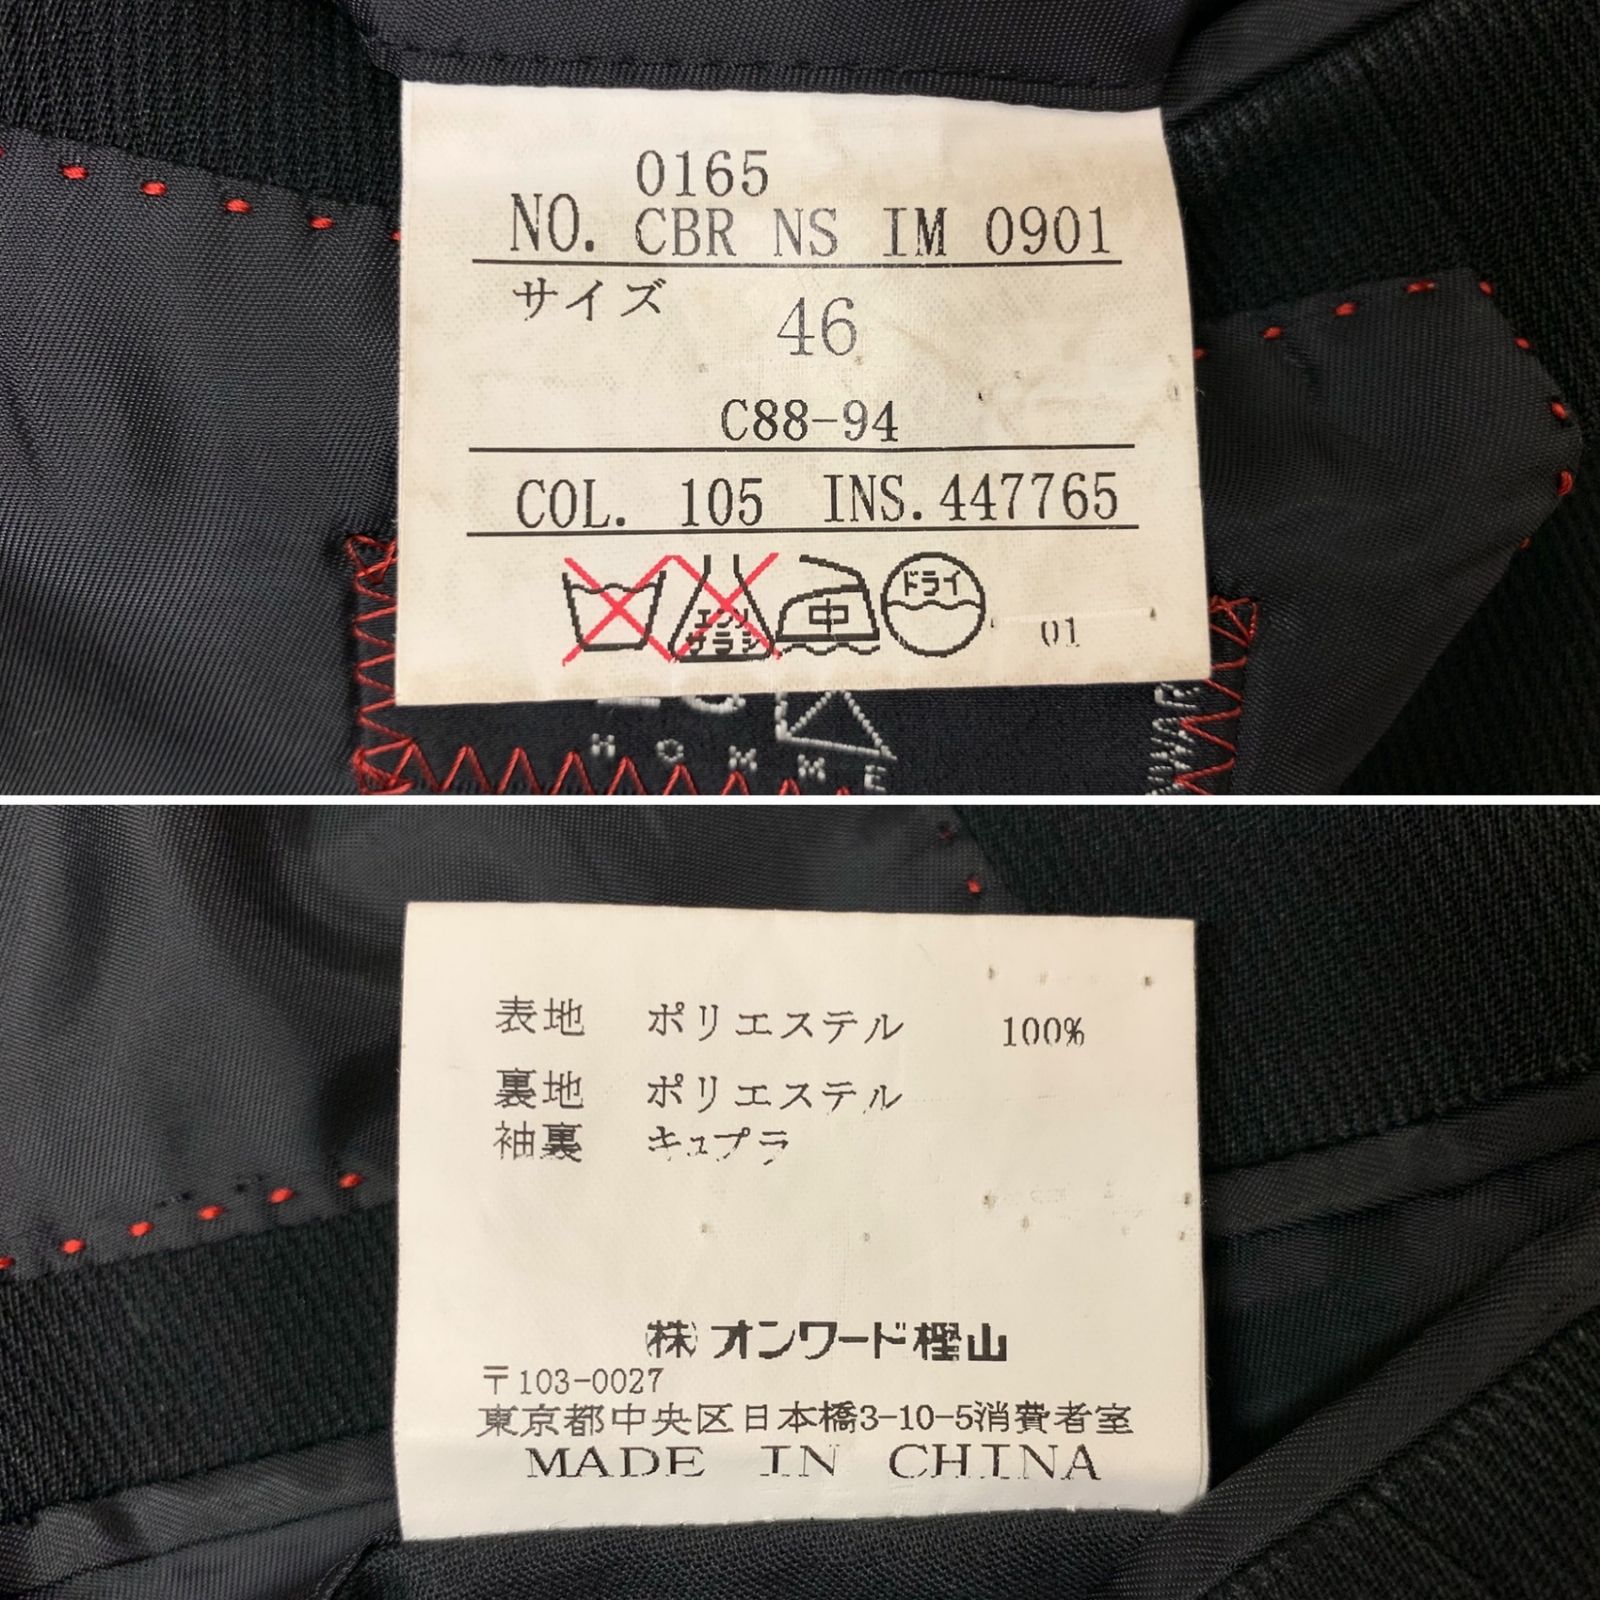 0165
NO. CBR NS IM 0901
サイズ 46
C88-94
COL. 105 INS.447765
エンソ サラシ 中 ドライ
01
HOMME
表地 ポリエステル 100%
裏地 ポリエステル
袖裏 キュプラ
(株)オンワード樫山
〒103-0027
東京都中央区日本橋3-10-5消費者室
MADE IN CHINA